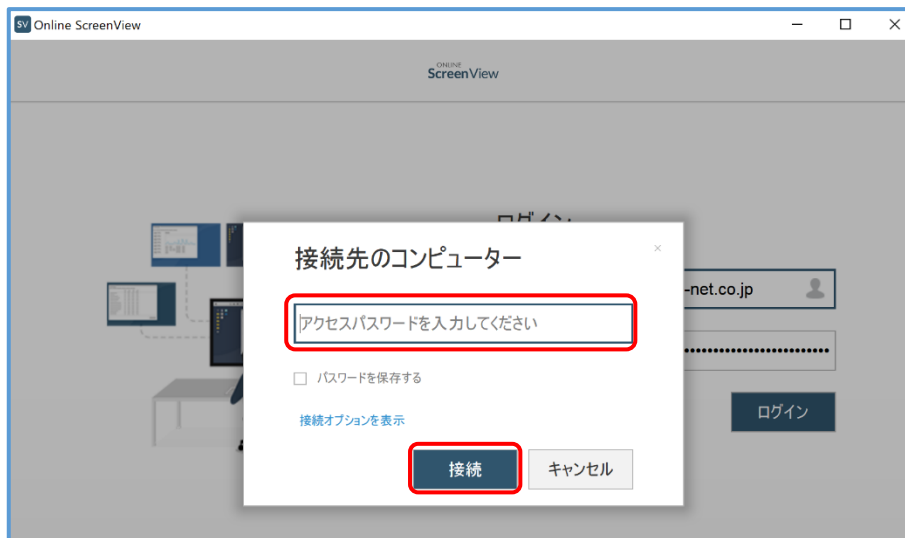 SV Online ScreenView
ONLINE
ScreenView
ログイン
接続先のコンピューター
-net.co.jp
アクセスパスワードを入力してください
パスワードを保存する
接続オプションを表示
ログイン
接続
キャンセル